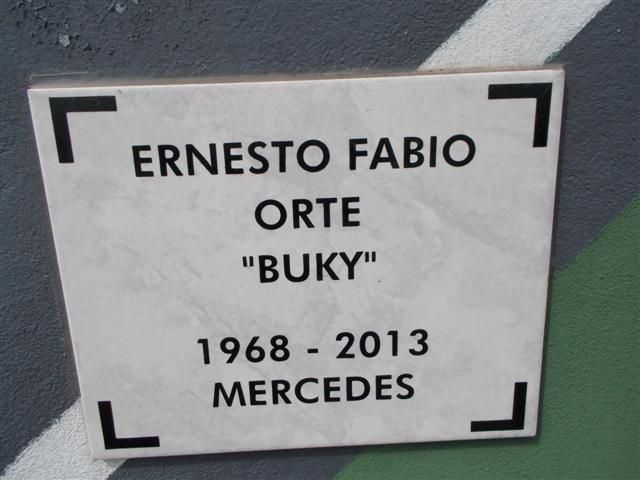 ERNESTO FABIO
ORTE
"BUKY"
1968 - 2013
MERCEDES